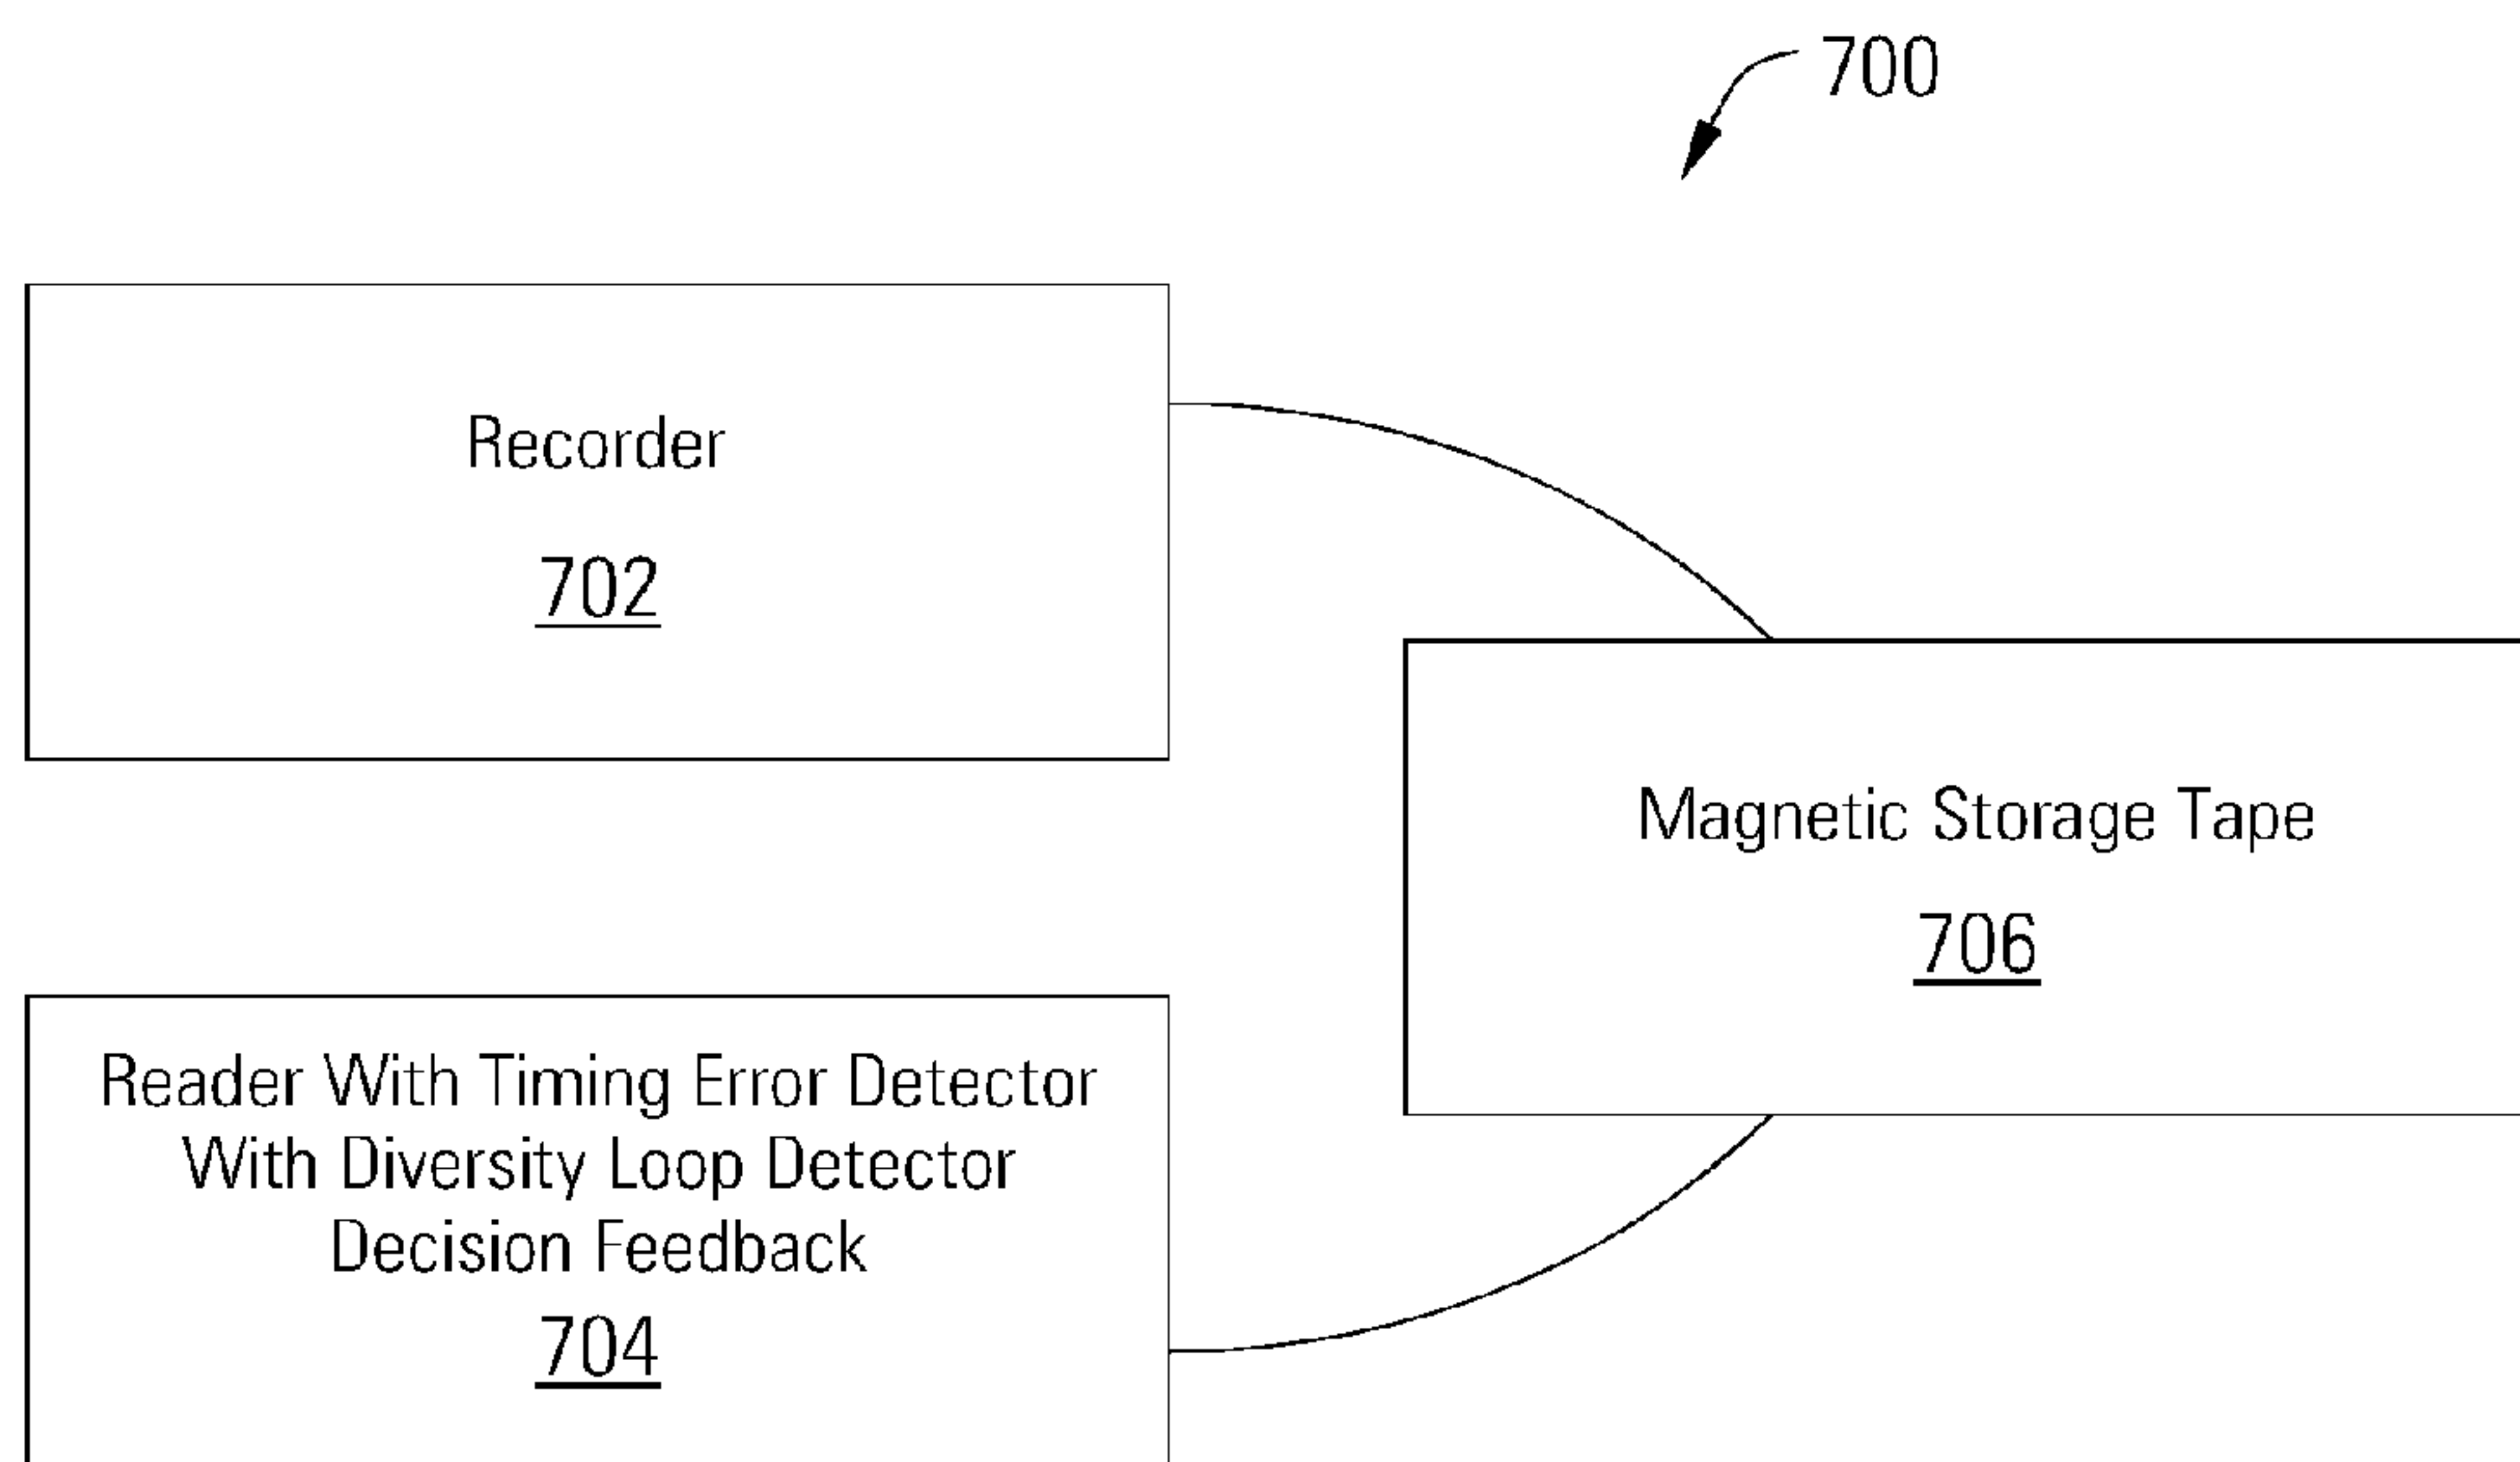 700
Recorder
702
Magnetic Storage Tape
706
Reader With Timing Error Detector
With Diversity Loop Detector
Decision Feedback
704